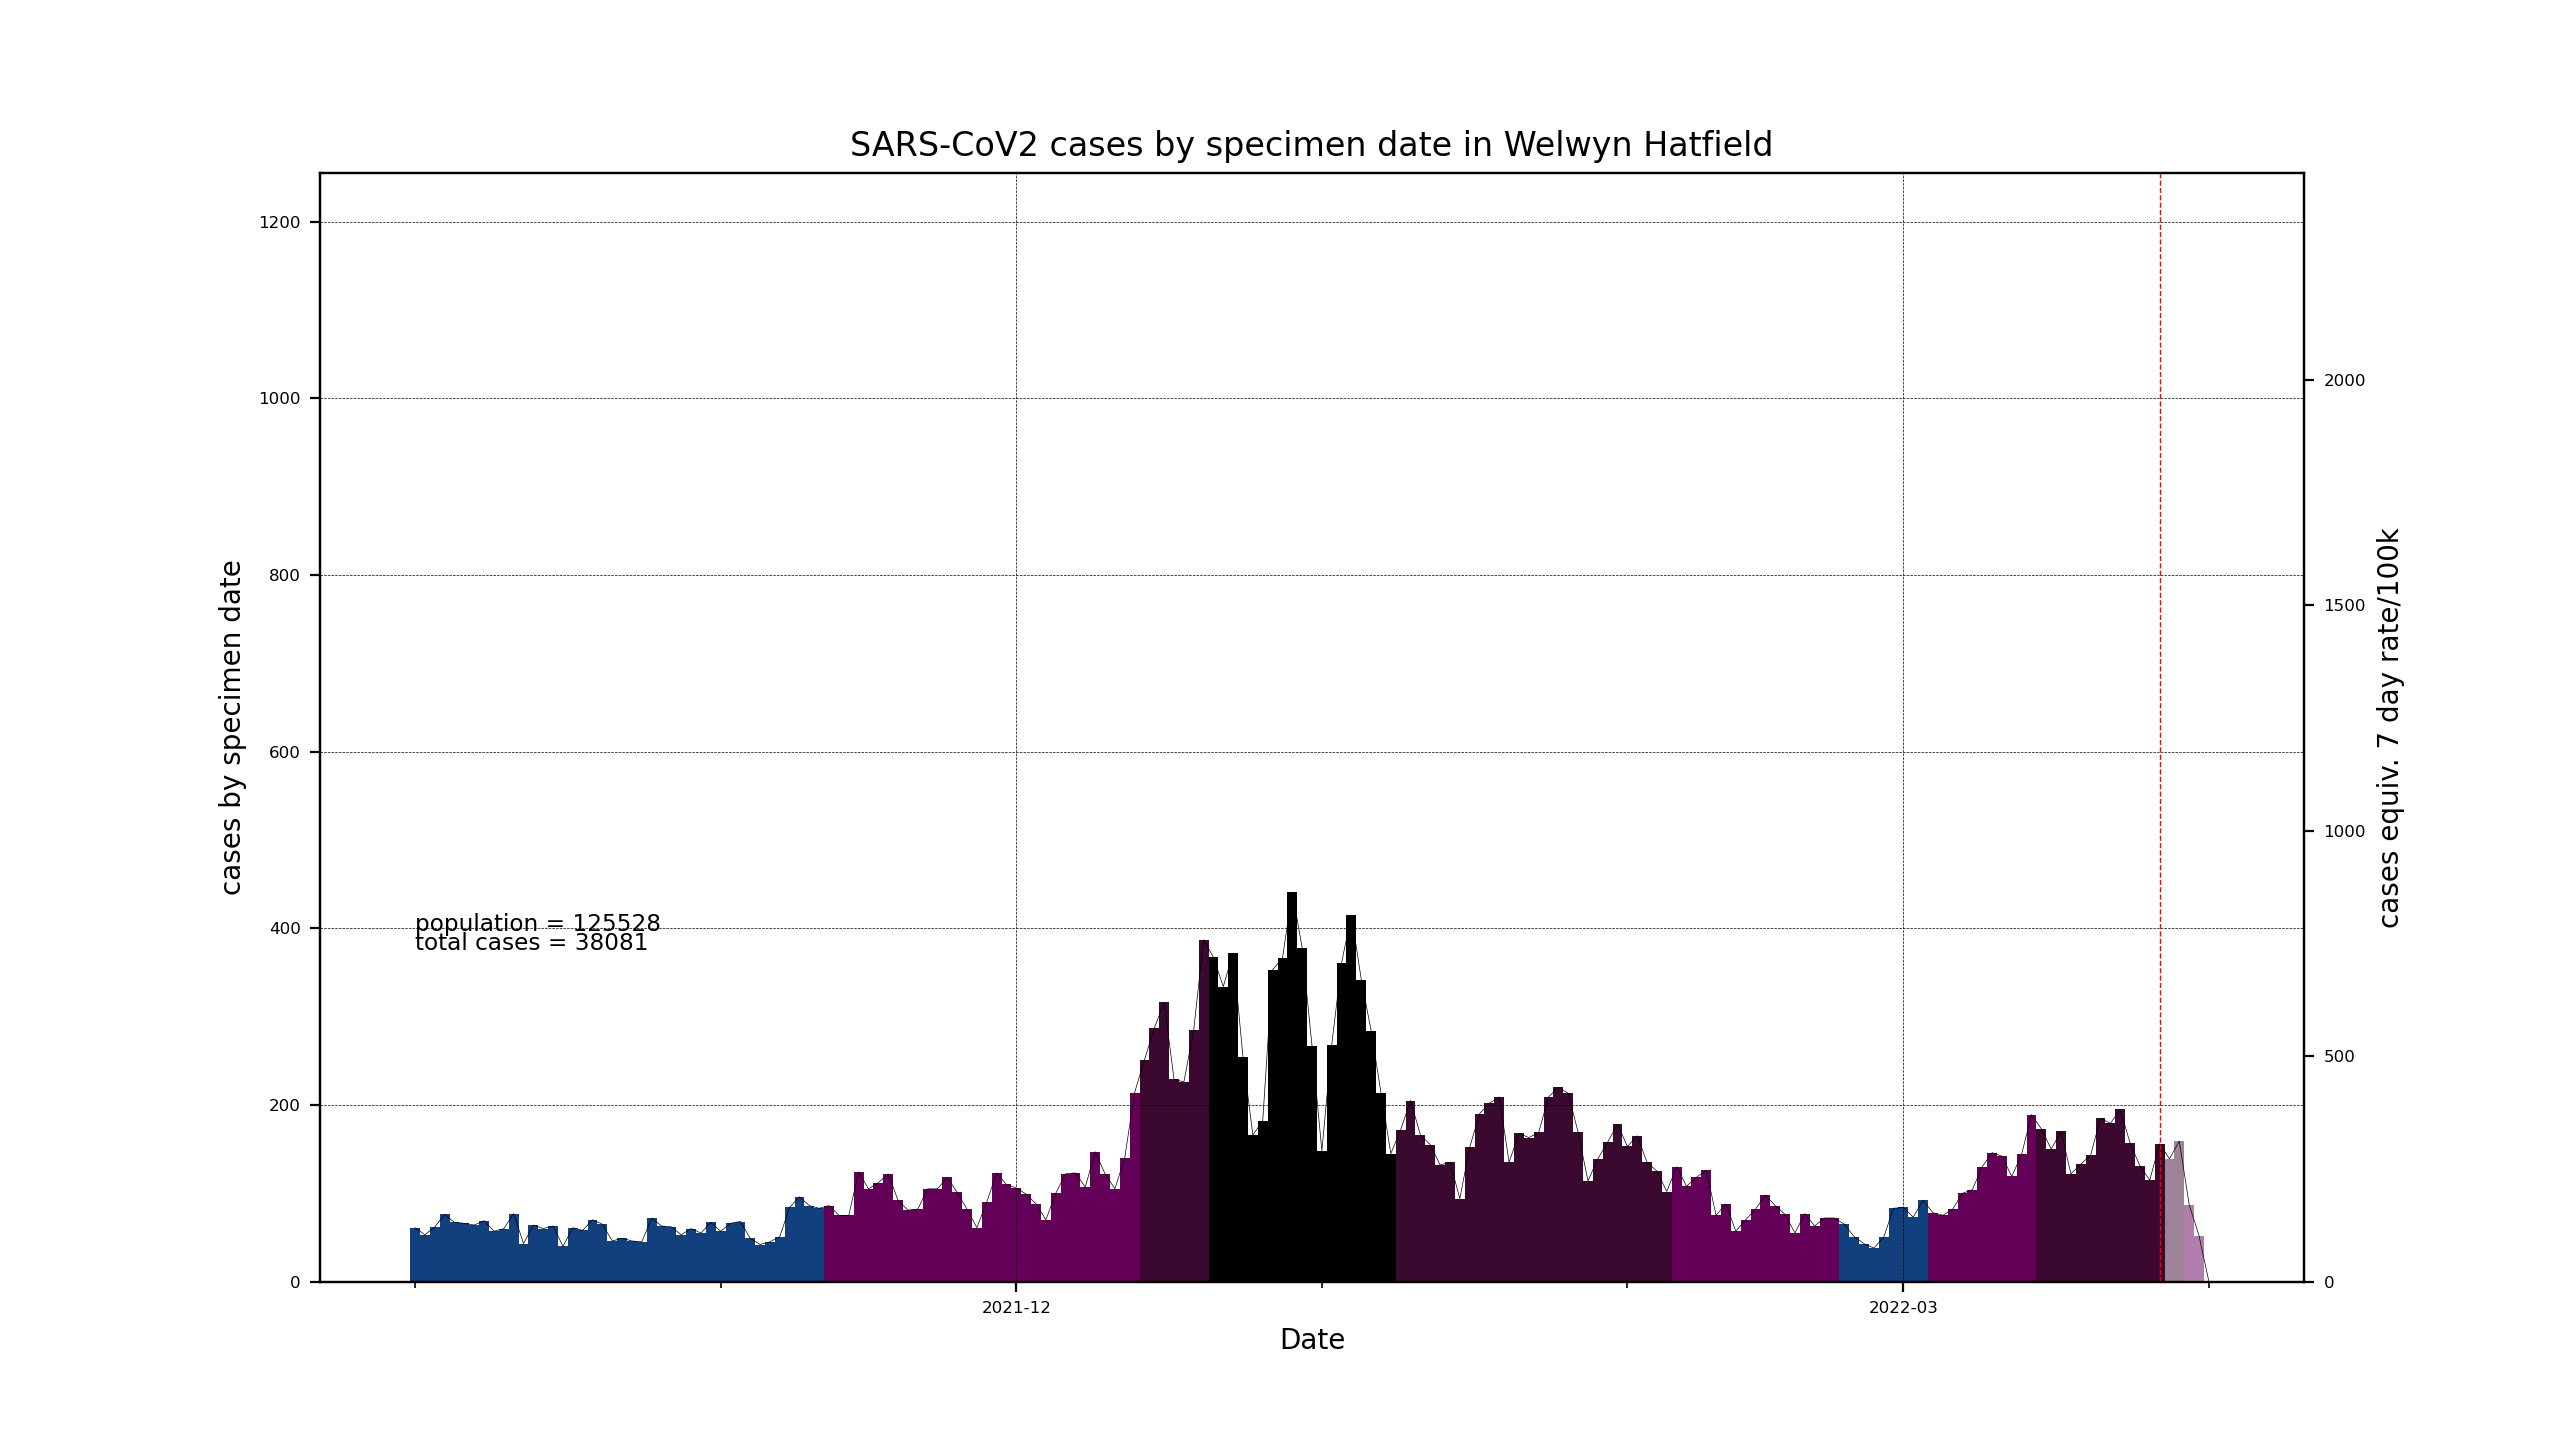 SARS-CoV2 cases by specimen date in Welwyn Hatfield
cases by specimen date
1200
1000
800
600
400
200
0
population = 125528
total cases = 38081
2000
1500
1000
500
0
cases equiv. 7 day rate/100k
2021-12
2022-03
Date